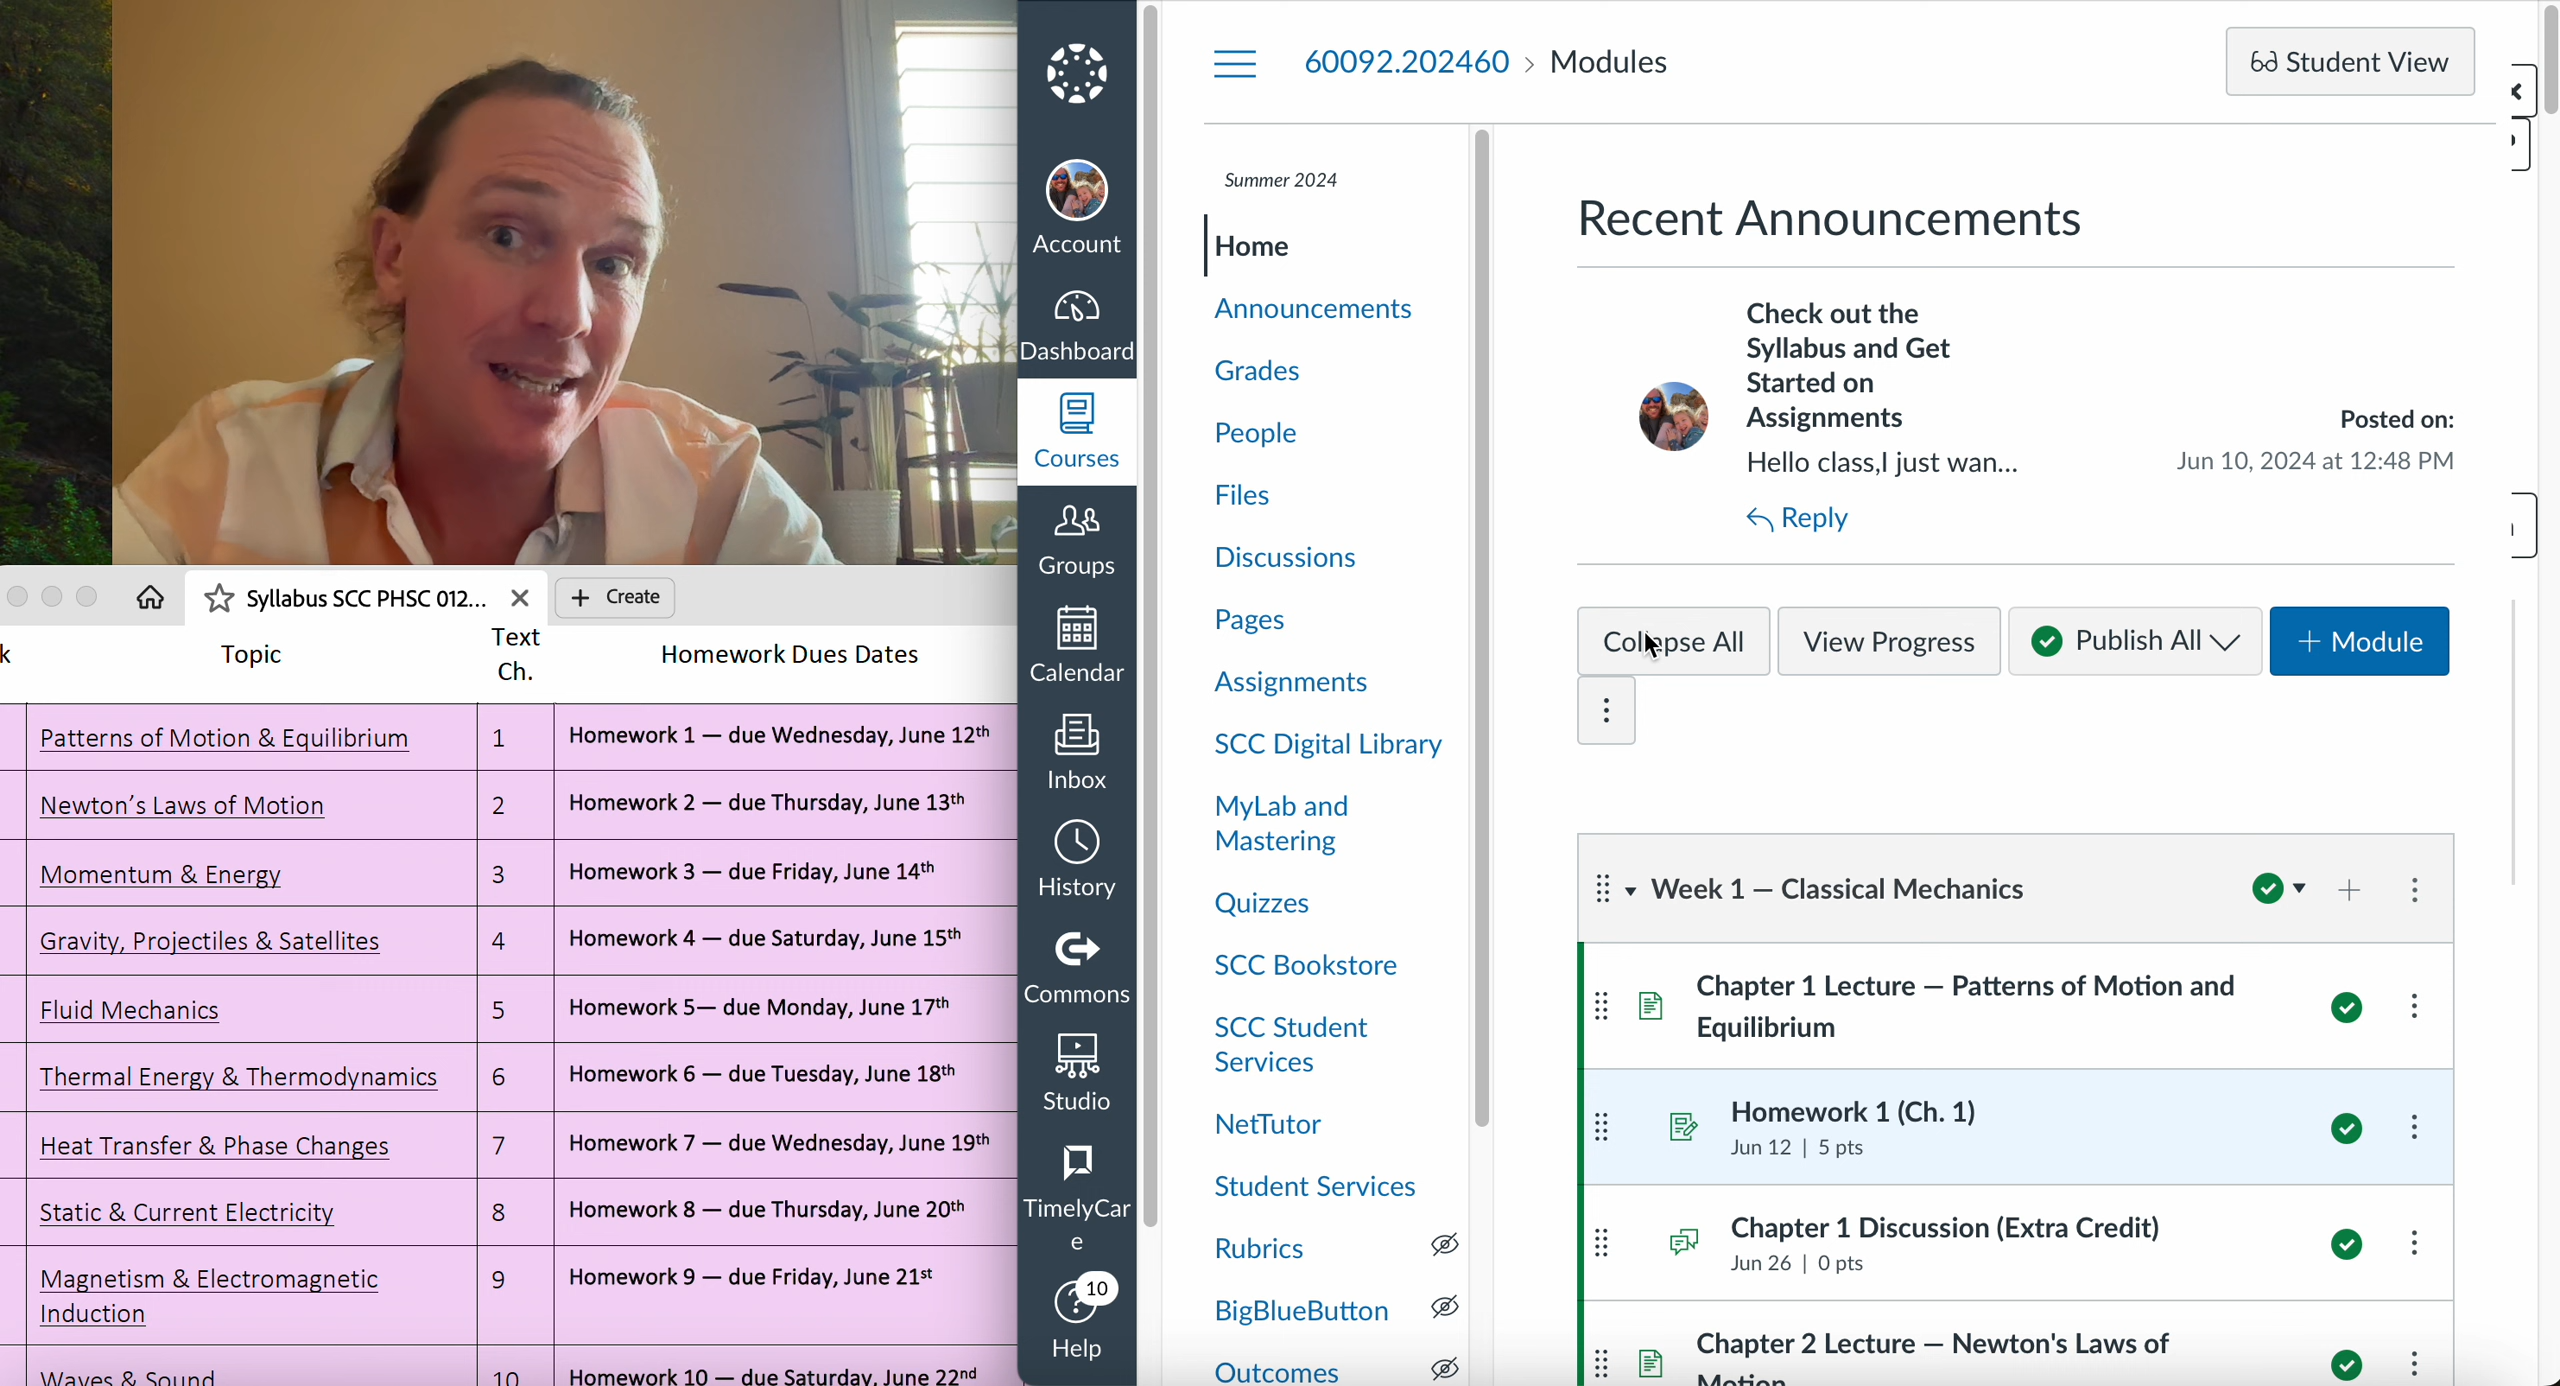 Syllabus SCC PHSC 012...
Create
k
Topic
Text
Ch.
Homework Dues Dates
Patterns of Motion & Equilibrium
1
Homework 1 — due Wednesday, June 12th
Newton's Laws of Motion
2
Homework 2 — due Thursday, June 13th
Momentum & Energy
3
Homework 3 — due Friday, June 14th
Gravity, Projectiles & Satellites
4
Homework 4 — due Saturday, June 15th
Fluid Mechanics
5
Homework 5— due Monday, June 17th
Thermal Energy & Thermodynamics
6
Homework 6 — due Tuesday, June 18th
Heat Transfer & Phase Changes
7
Homework 7 — due Wednesday, June 19th
Static & Current Electricity
8
Homework 8 — due Thursday, June 20th
Magnetism & Electromagnetic
Induction
9
Homework 9 — due Friday, June 21st
Waves & Sound
10
Homework 10 — due Saturday, June 22nd
Account
Dashboard
Courses
Groups
Calendar
Inbox
History
Commons
Studio
TimelyCar
e
10
Help
60092.202460 > Modules
Student View
Summer 2024
Home
Announcements
Grades
People
Files
Discussions
Pages
Assignments
SCC Digital Library
MyLab and
Mastering
Quizzes
SCC Bookstore
SCC Student
Services
NetTutor
Student Services
Rubrics
BigBlueButton
Outcomes
Recent Announcements
Check out the
Syllabus and Get
Started on
Assignments
Hello class,I just wan...
Reply
Posted on:
Jun 10, 2024 at 12:48 PM
Collapse All
View Progress
Publish All
+ Module
Week 1 — Classical Mechanics
Chapter 1 Lecture — Patterns of Motion and
Equilibrium
Homework 1 (Ch. 1)
Jun 12 | 5 pts
Chapter 1 Discussion (Extra Credit)
Jun 26 | 0 pts
Chapter 2 Lecture — Newton's Laws of
Motion